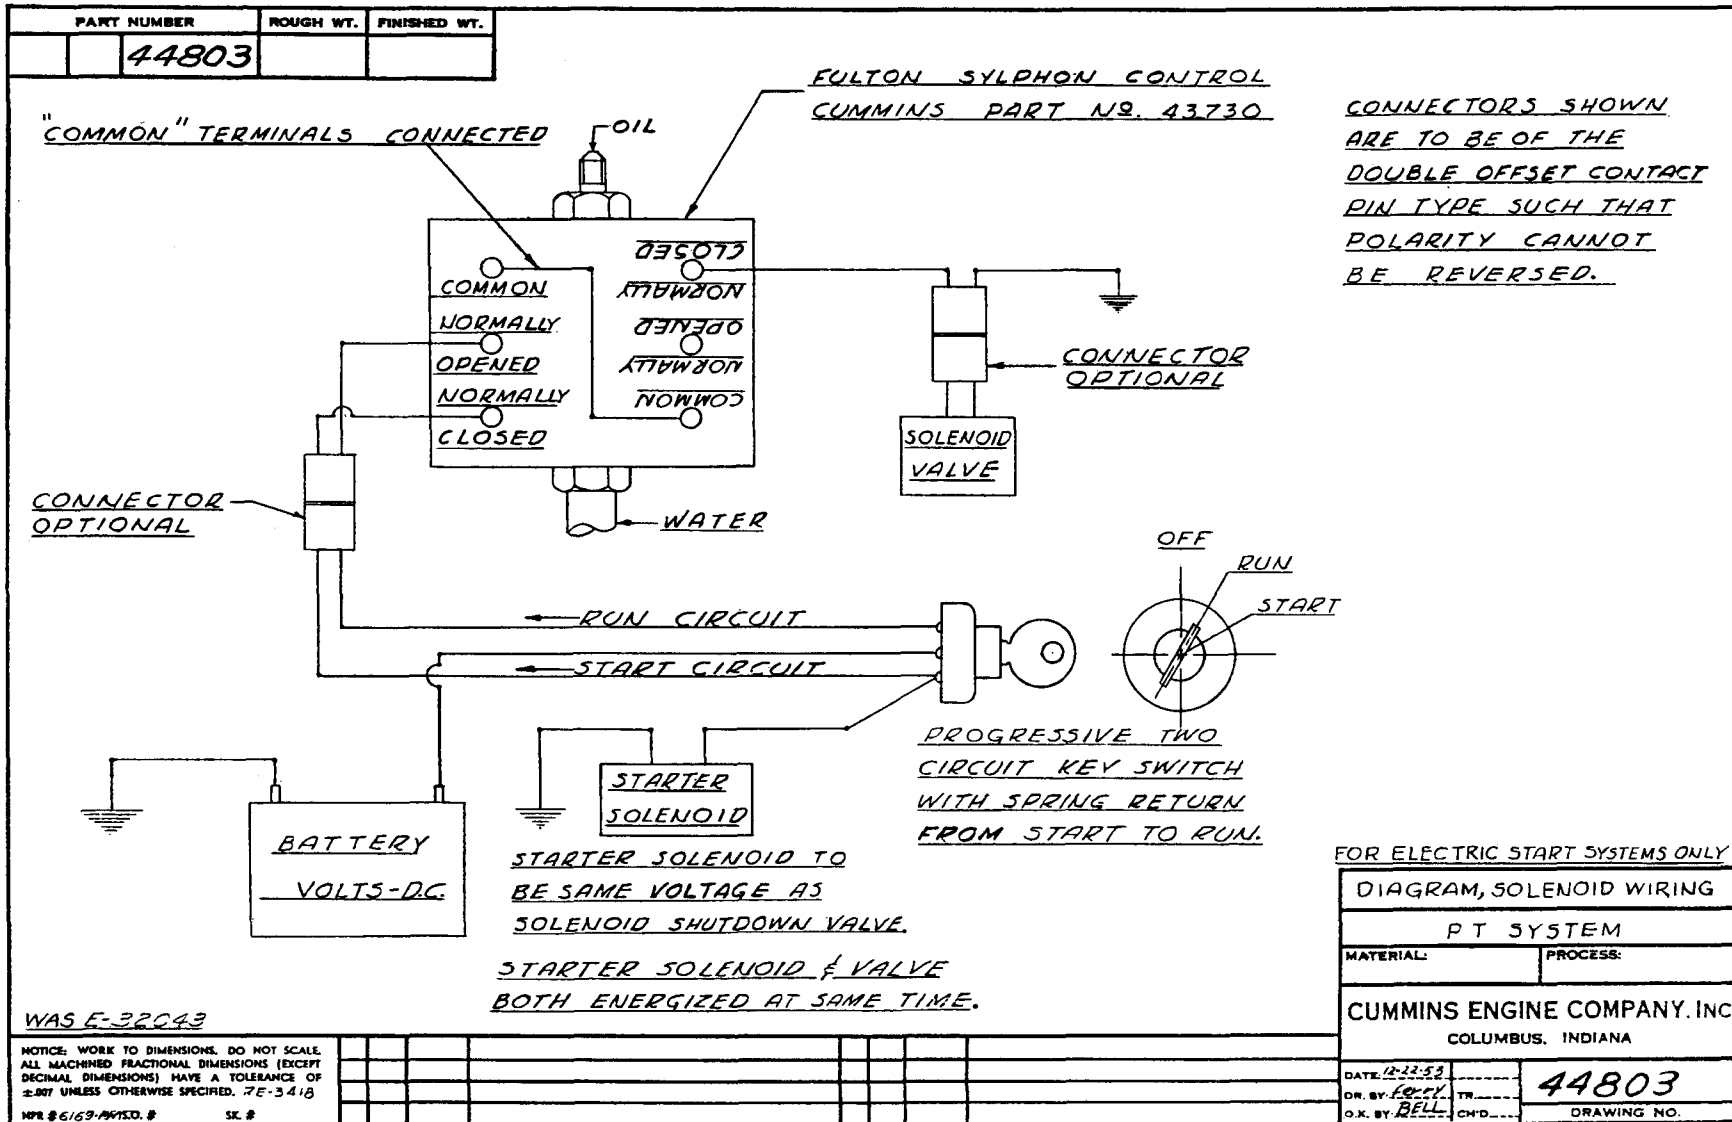 PART NUMBER ROUGH WT. FINISHED WT.
44803
"COMMON" TERMINALS CONNECTED
OIL
FULTON SYLPHON CONTROL
CUMMINS PART NO. 43730
CONNECTORS SHOWN
ARE TO BE OF THE
DOUBLE OFFSET CONTACT
PIN TYPE SUCH THAT
POLARITY CANNOT
BE REVERSED.
COMMON
NORMALLY
OPENED
NORMALLY
CLOSED
COMMON
NORMALLY
OPENED
NORMALLY
CLOSED
CONNECTOR
OPTIONAL
SOLENOID
VALVE
CONNECTOR
OPTIONAL
WATER
OFF
RUN
START
RUN CIRCUIT
START CIRCUIT
PROGRESSIVE TWO
CIRCUIT KEY SWITCH
WITH SPRING RETURN
FROM START TO RUN.
STARTER
SOLENOID
BATTERY
VOLTS-D.C.
STARTER SOLENOID TO
BE SAME VOLTAGE AS
SOLENOID SHUTDOWN VALVE.
STARTER SOLENOID & VALVE
BOTH ENERGIZED AT SAME TIME.
FOR ELECTRIC START SYSTEMS ONLY
DIAGRAM, SOLENOID WIRING
PT SYSTEM
MATERIAL: PROCESS:
CUMMINS ENGINE COMPANY. INC
COLUMBUS, INDIANA
DATE 12-22-53
DR. BY Ferry TR.
O.K. BY BELL CH'D
44803
DRAWING NO.
WAS
NOTICE: WORK TO DIMENSIONS. DO NOT SCALE.
ALL MACHINED FRACTIONAL DIMENSIONS (EXCEPT
DECIMAL DIMENSIONS) HAVE A TOLERANCE OF
±.007 UNLESS OTHERWISE SPECIFIED. 7E-3418
SK. #